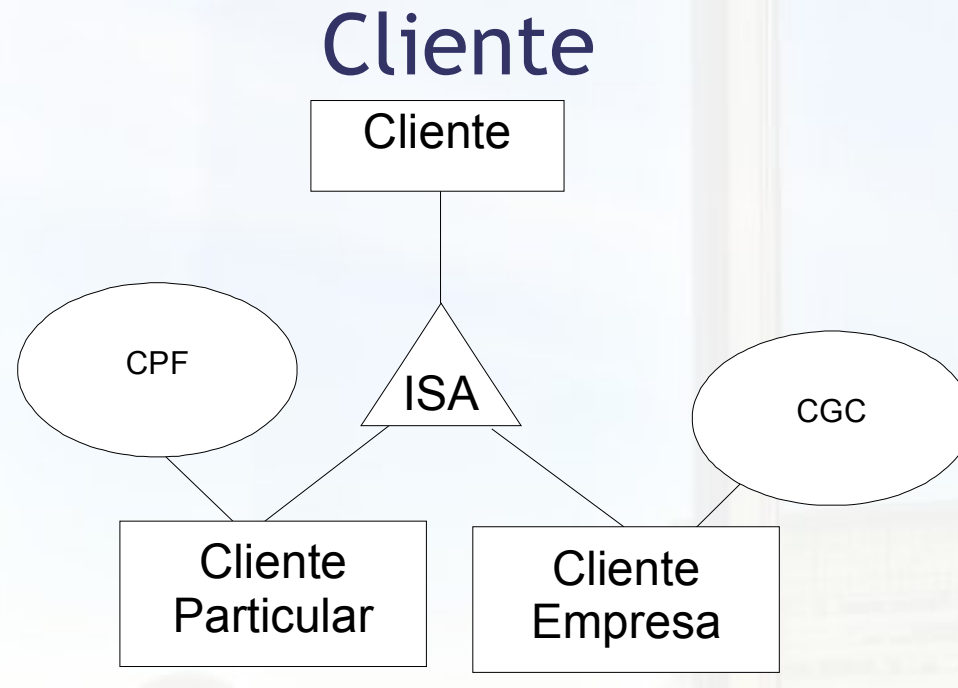 Cliente
Cliente
CPF
ISA
CGC
Cliente
Particular
Cliente
Empresa